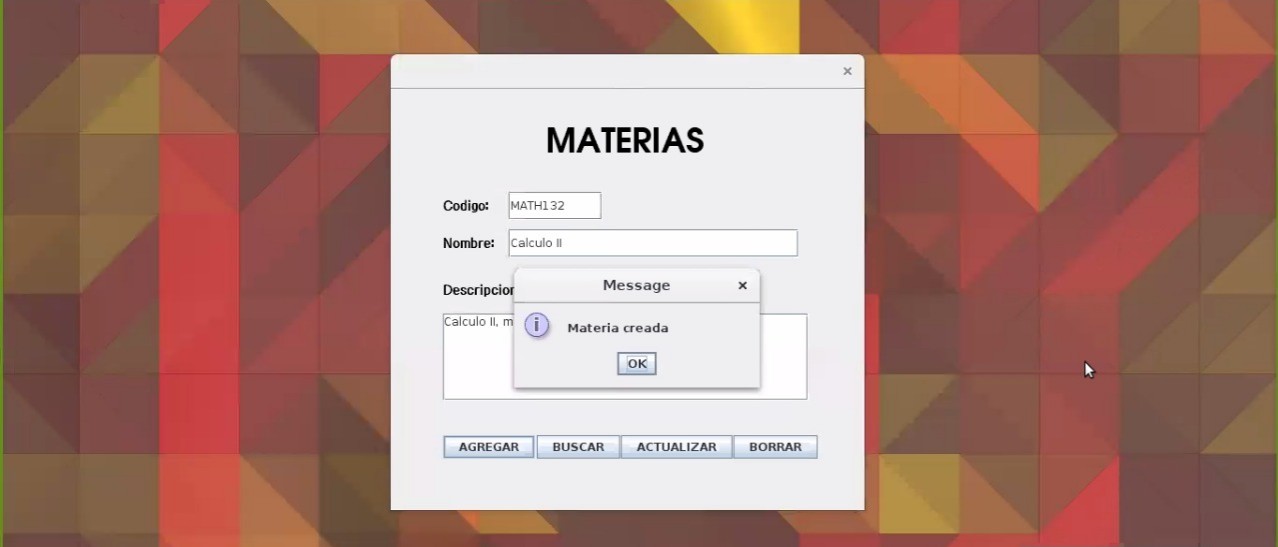 MATERIAS
Codigo: MATH132
Nombre: Calculo II
Message
Descripcion
Calculo II, m
Materia creada
OK
AGREGAR BUSCAR ACTUALIZAR BORRAR